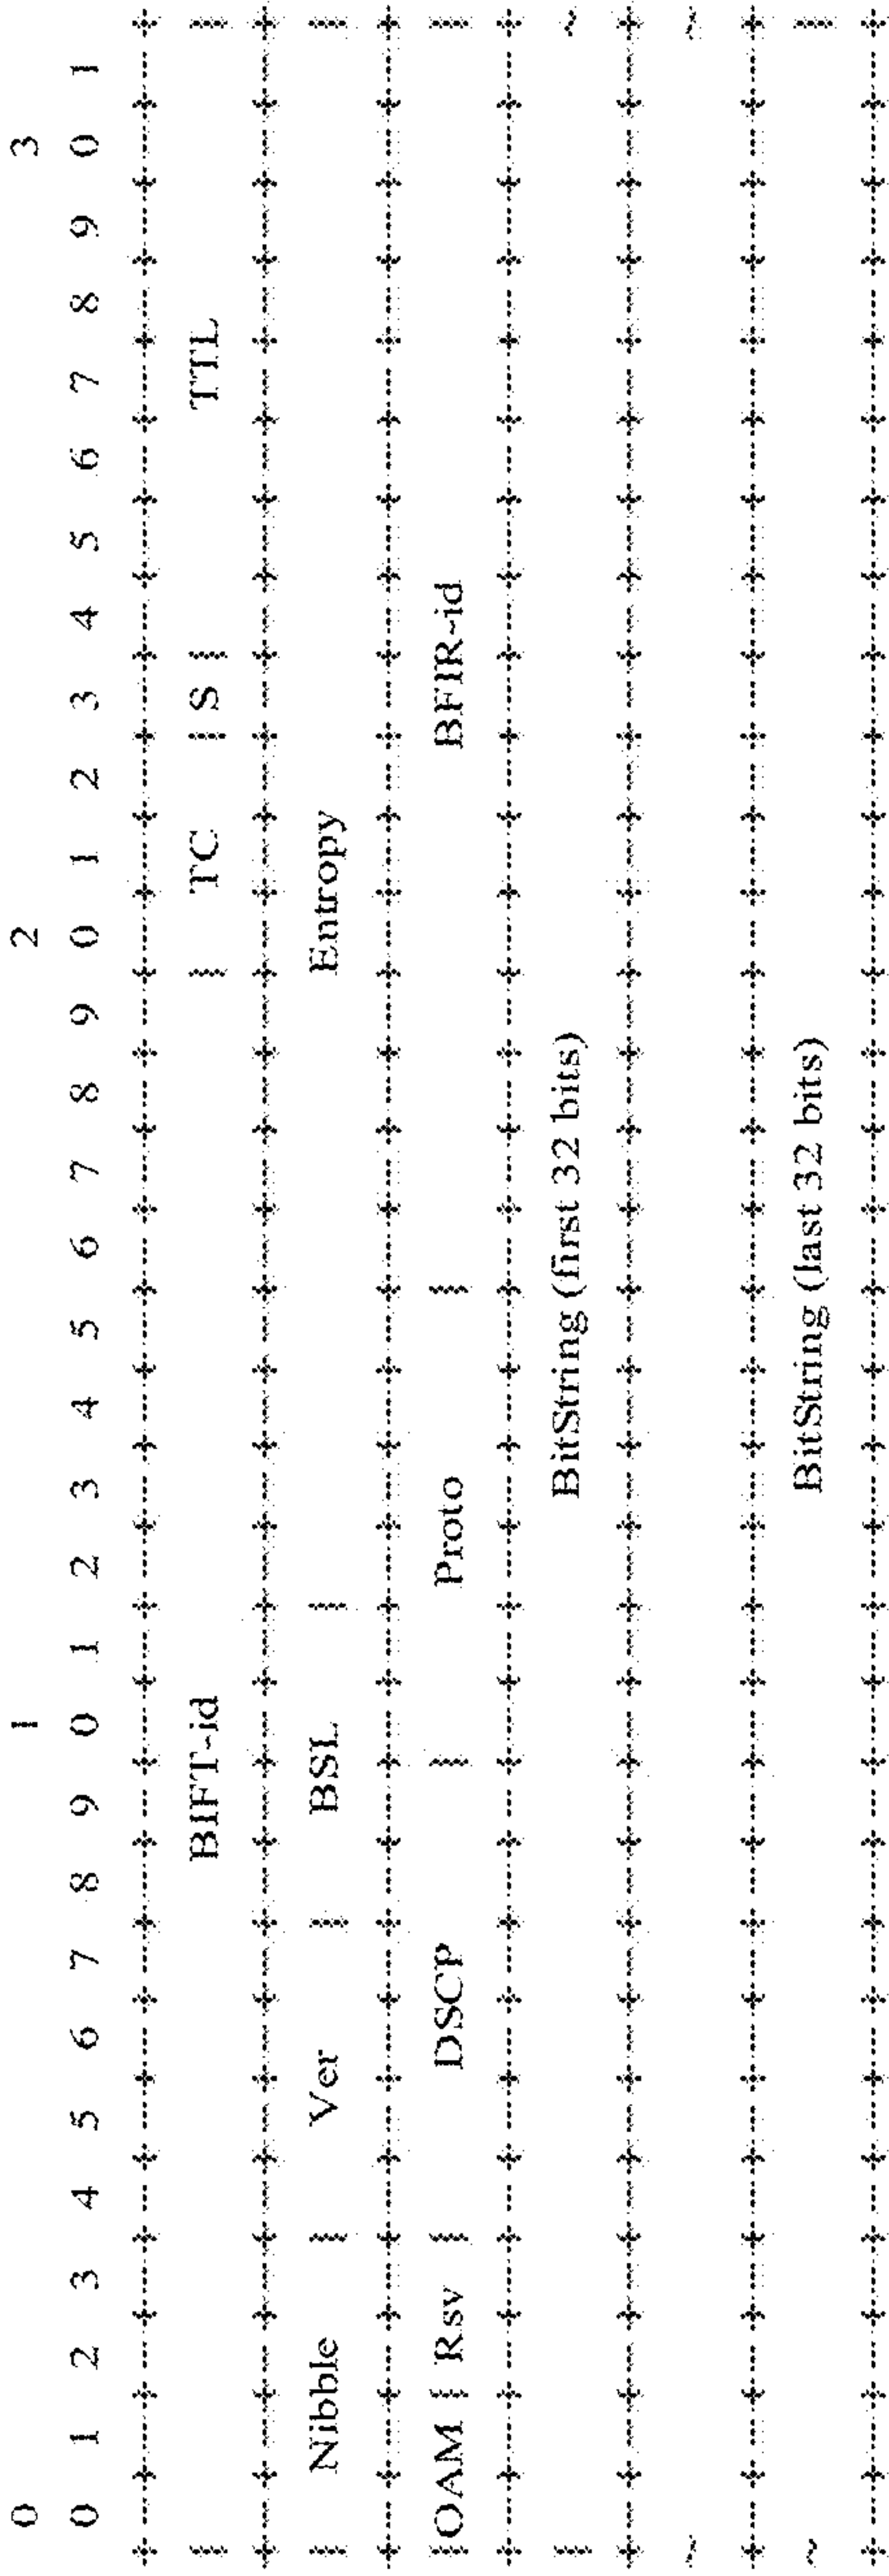 0                   1                   2                   3
0 1 2 3 4 5 6 7 8 9 0 1 2 3 4 5 6 7 8 9 0 1 2 3 4 5 6 7 8 9 0 1
+-+-+-+-+-+-+-+-+-+-+-+-+-+-+-+-+-+-+-+-+-+-+-+-+-+-+-+-+-+-+-+-+
| BIFT-id | TC |S| TTL |
+-+-+-+-+-+-+-+-+-+-+-+-+-+-+-+-+-+-+-+-+-+-+-+-+-+-+-+-+-+-+-+-+
| Nibble | Ver | BSL | Entropy |
+-+-+-+-+-+-+-+-+-+-+-+-+-+-+-+-+-+-+-+-+-+-+-+-+-+-+-+-+-+-+-+-+
|OAM | Rsv | DSCP | Proto | BFIR-id |
+-+-+-+-+-+-+-+-+-+-+-+-+-+-+-+-+-+-+-+-+-+-+-+-+-+-+-+-+-+-+-+-+
| BitString (first 32 bits) ~
+-+-+-+-+-+-+-+-+-+-+-+-+-+-+-+-+-+-+-+-+-+-+-+-+-+-+-+-+-+-+-+-+
~ ~
+-+-+-+-+-+-+-+-+-+-+-+-+-+-+-+-+-+-+-+-+-+-+-+-+-+-+-+-+-+-+-+-+
~ BitString (last 32 bits) |
+-+-+-+-+-+-+-+-+-+-+-+-+-+-+-+-+-+-+-+-+-+-+-+-+-+-+-+-+-+-+-+-+